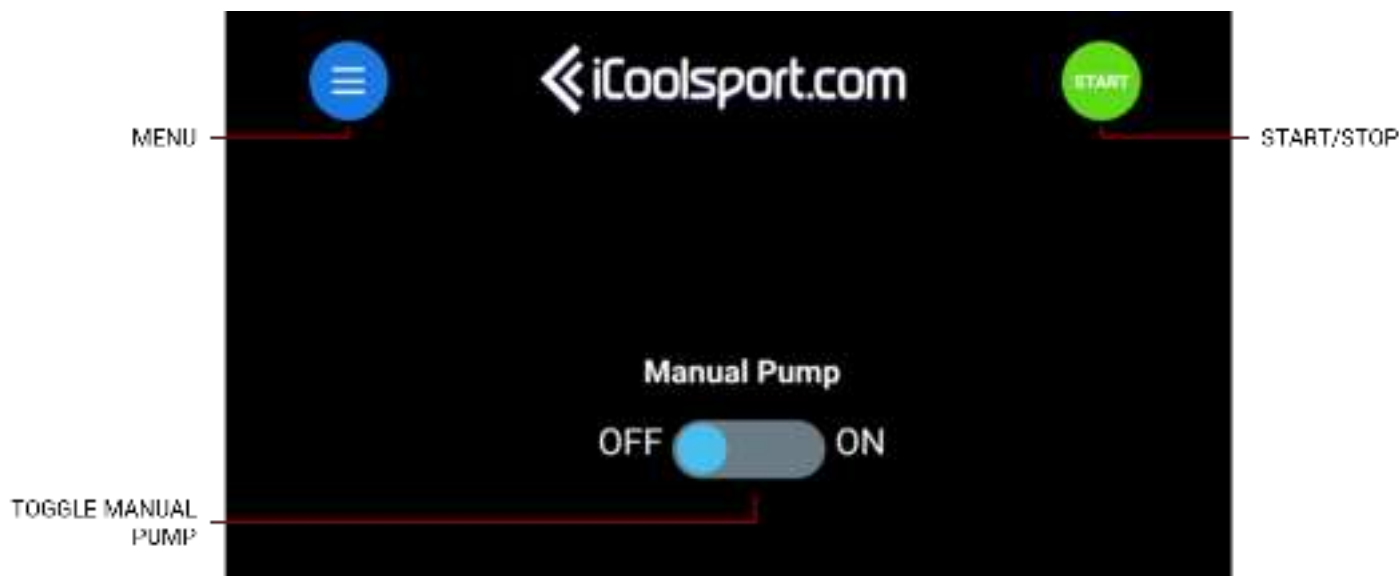 iCoolsport.com
START
MENU
START/STOP
Manual Pump
OFF ON
TOGGLE MANUAL
PUMP